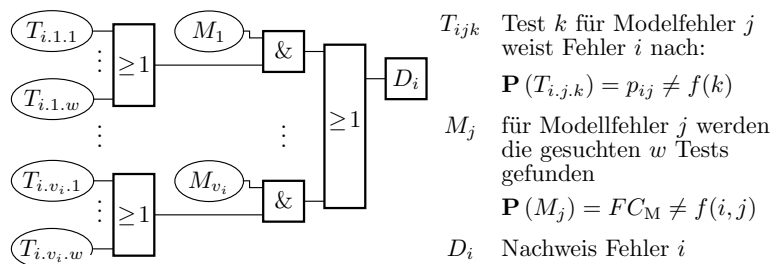 T_{i.1.1}
⋮
T_{i.1.w}
≥1
M_1
&
≥1
D_i
⋮
⋮
T_{i.v_i.1}
⋮
T_{i.v_i.w}
≥1
M_{v_i}
&
T_{ijk} Test k für Modelfehler j
weist Fehler i nach:
P (T_{i.j.k}) = p_{ij} ≠ f(k)
M_j für Modellfehler j werden
die gesuchten w Tests
gefunden
P (M_j) = FC_M ≠ f(i, j)
D_i Nachweis Fehler i